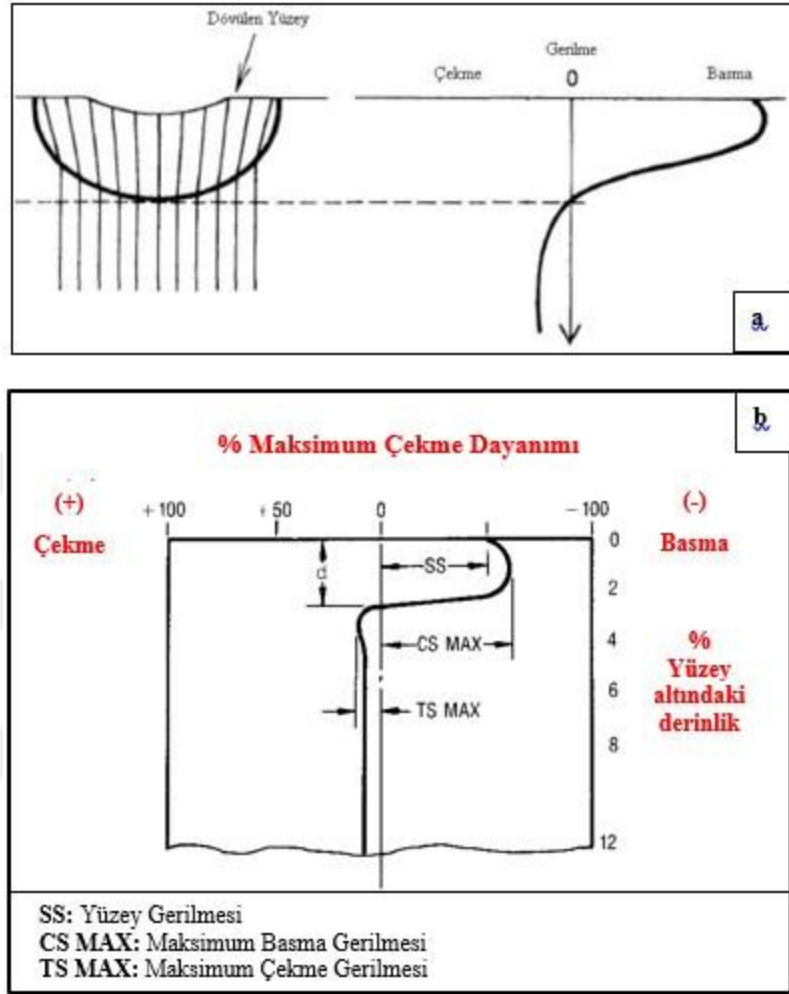 Dövülen Yüzey
Gerilme
Çekme
0
Basma
a
b
% Maksimum Çekme Dayanımı
(+)
Çekme
+100
+50
0
-100
(-)
Basma
0
d
SS
2
CS MAX
4
%
Yüzey
altındaki
derinlik
6
TS MAX
8
12
SS: Yüzey Gerilmesi
CS MAX: Maksimum Basma Gerilmesi
TS MAX: Maksimum Çekme Gerilmesi